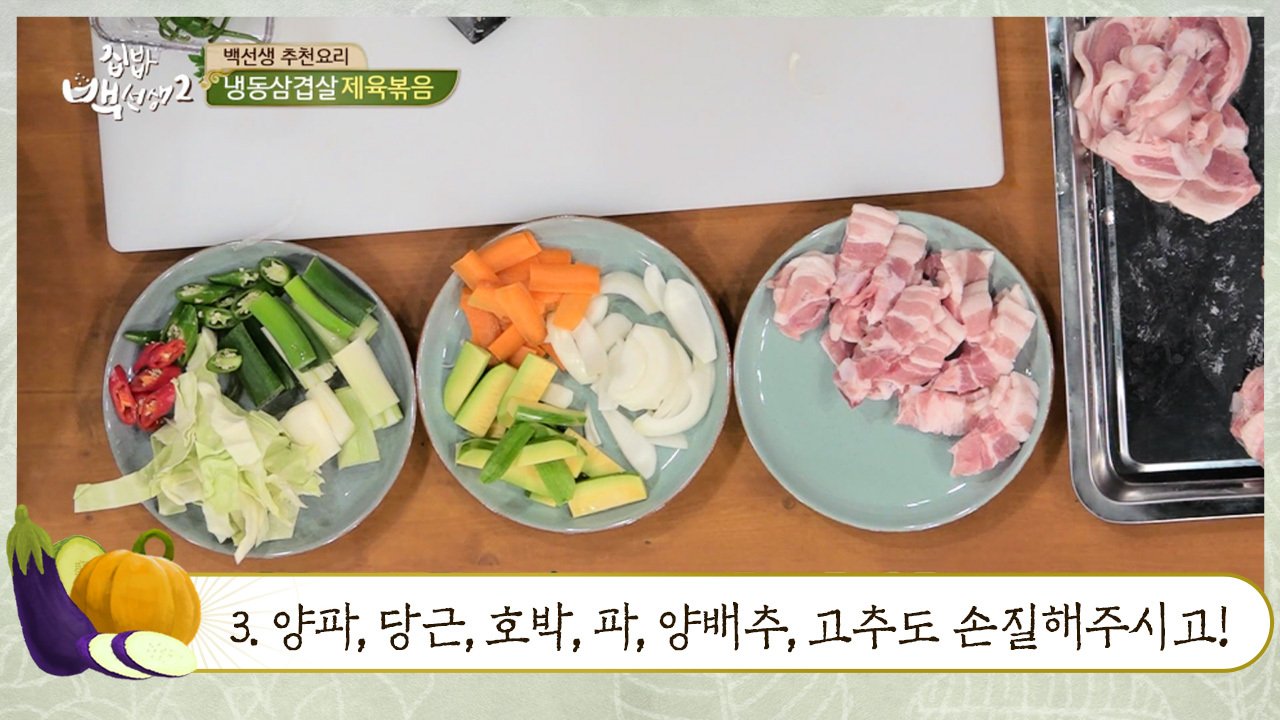 집밥
백선생2
백선생 추천요리
냉동삼겹살 제육볶음
3. 양파, 당근, 호박, 파, 양배추, 고추도 손질해주시고!